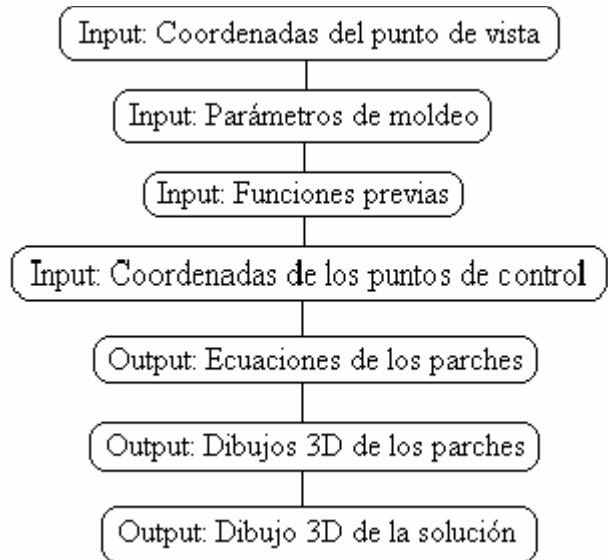 Input: Coordenadas del punto de vista
Input: Parámetros de moldeo
Input: Funciones previas
Input: Coordenadas de los puntos de control
Output: Ecuaciones de los parches
Output: Dibujos 3D de los parches
Output: Dibujo 3D de la solución